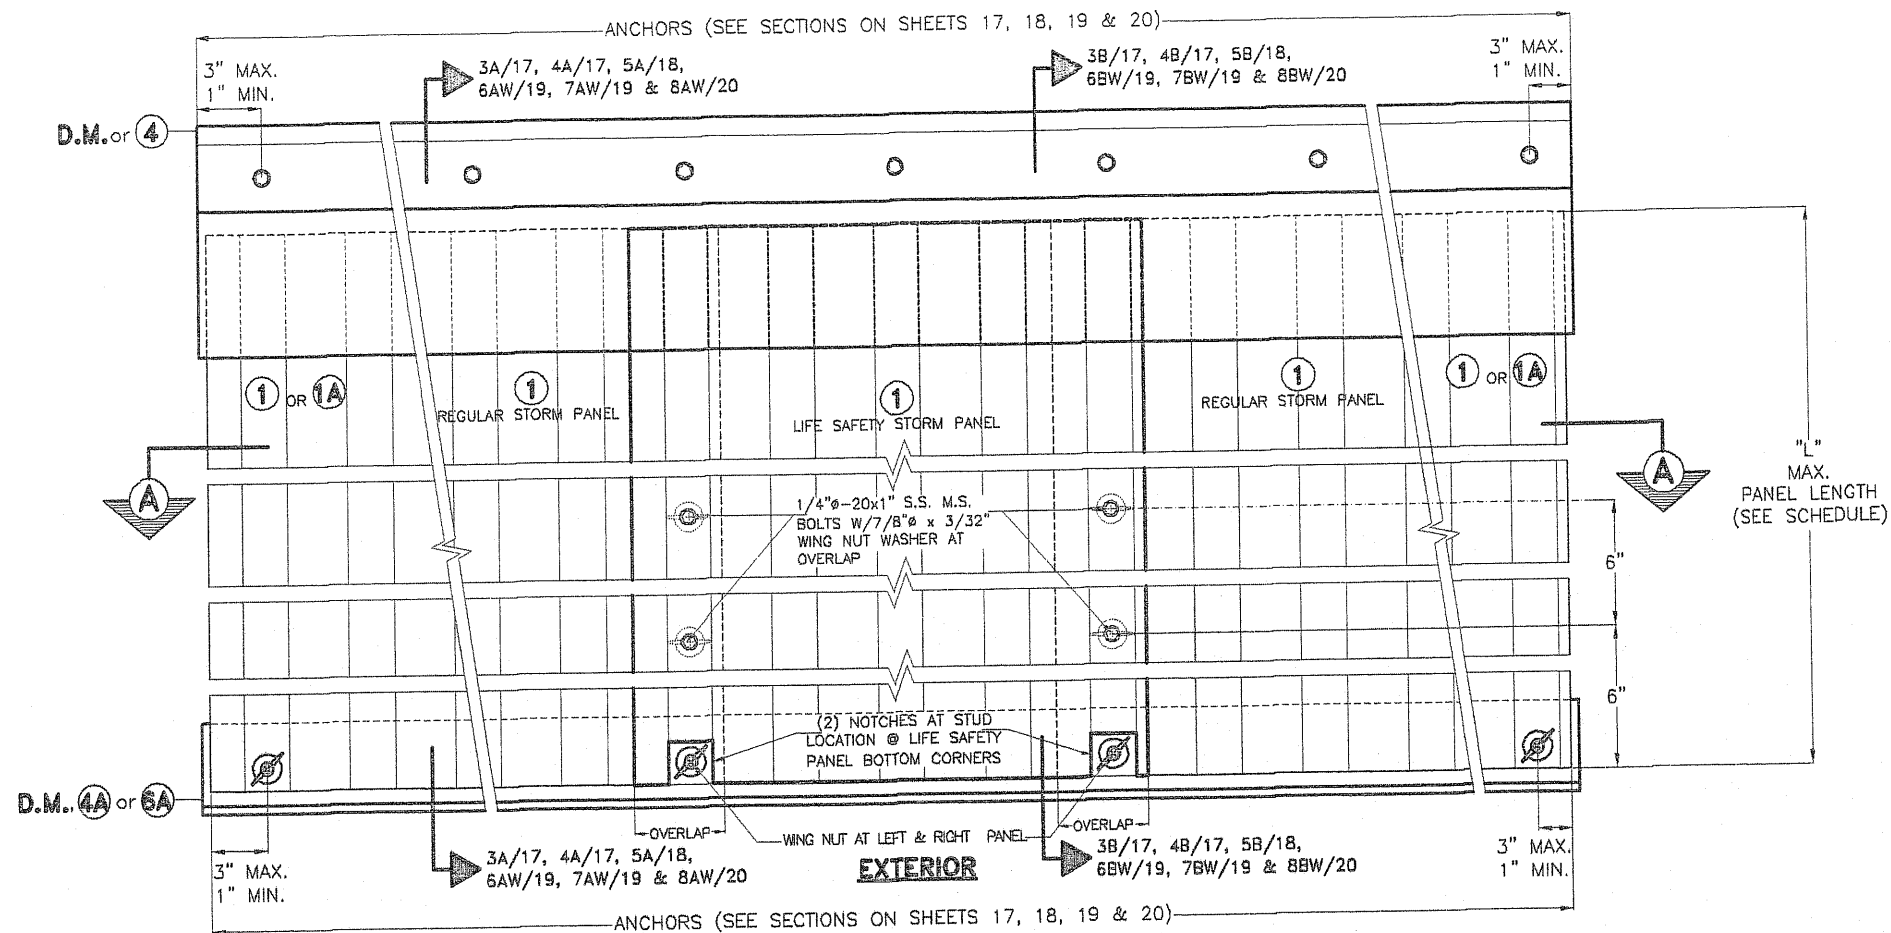 ANCHORS (SEE SECTIONS ON SHEETS 17, 18, 19 & 20)
3" MAX.
1" MIN.
3A/17, 4A/17, 5A/18,
6AW/19, 7AW/19 & 8AW/20
3B/17, 4B/17, 5B/18,
6BW/19, 7BW/19 & 8BW/20
3" MAX.
1" MIN.
D.M. or 4
1 OR 1A
1
REGULAR STORM PANEL
1
LIFE SAFETY STORM PANEL
1
REGULAR STORM PANEL
1 OR 1A
A
A
"L"
MAX.
PANEL LENGTH
(SEE SCHEDULE)
1/4"ø-20x1" S.S. M.S.
BOLTS W/7/8"ø x 3/32"
WING NUT WASHER AT
OVERLAP
6"
6"
(2) NOTCHES AT STUD
LOCATION @ LIFE SAFETY
PANEL BOTTOM CORNERS
D.M., 4A or 6A
OVERLAP
WING NUT AT LEFT & RIGHT PANEL
OVERLAP
3" MAX.
1" MIN.
3A/17, 4A/17, 5A/18,
6AW/19, 7AW/19 & 8AW/20
EXTERIOR
3B/17, 4B/17, 5B/18,
6BW/19, 7BW/19 & 8BW/20
3" MAX.
1" MIN.
ANCHORS (SEE SECTIONS ON SHEETS 17, 18, 19 & 20)